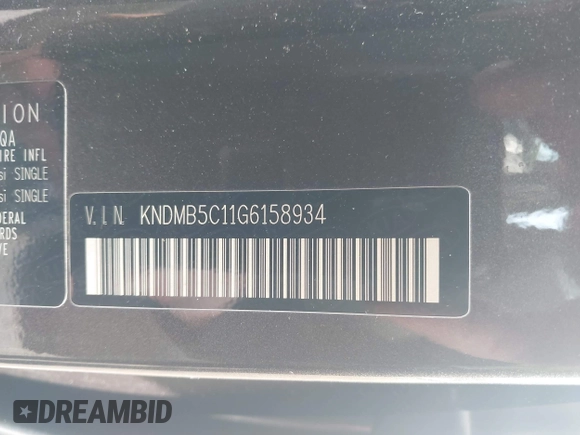 ION
QA
IRE INFL
si SINGLE
si SINGLE
DERAL
RDS
VE
V.I.N. KNDMB5C11G6158934
DREAMBID